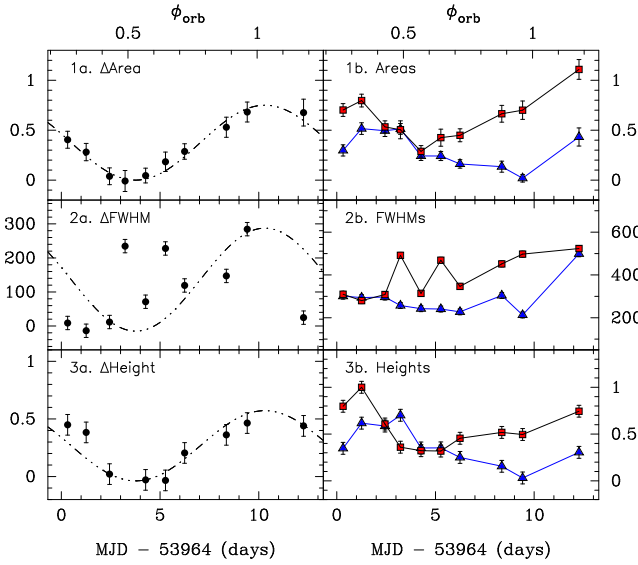 ϕorb ϕorb
0.5 1 0.5 1
1a. ΔArea 1b. Areas
1 1
0.5 0.5
0 0
2a. ΔFWHM 2b. FWHMs
300 600
200 400
100 200
0
3a. ΔHeight 3b. Heights
1 1
0.5 0.5
0 0
0 5 10 0 5 10
MJD − 53964 (days) MJD − 53964 (days)